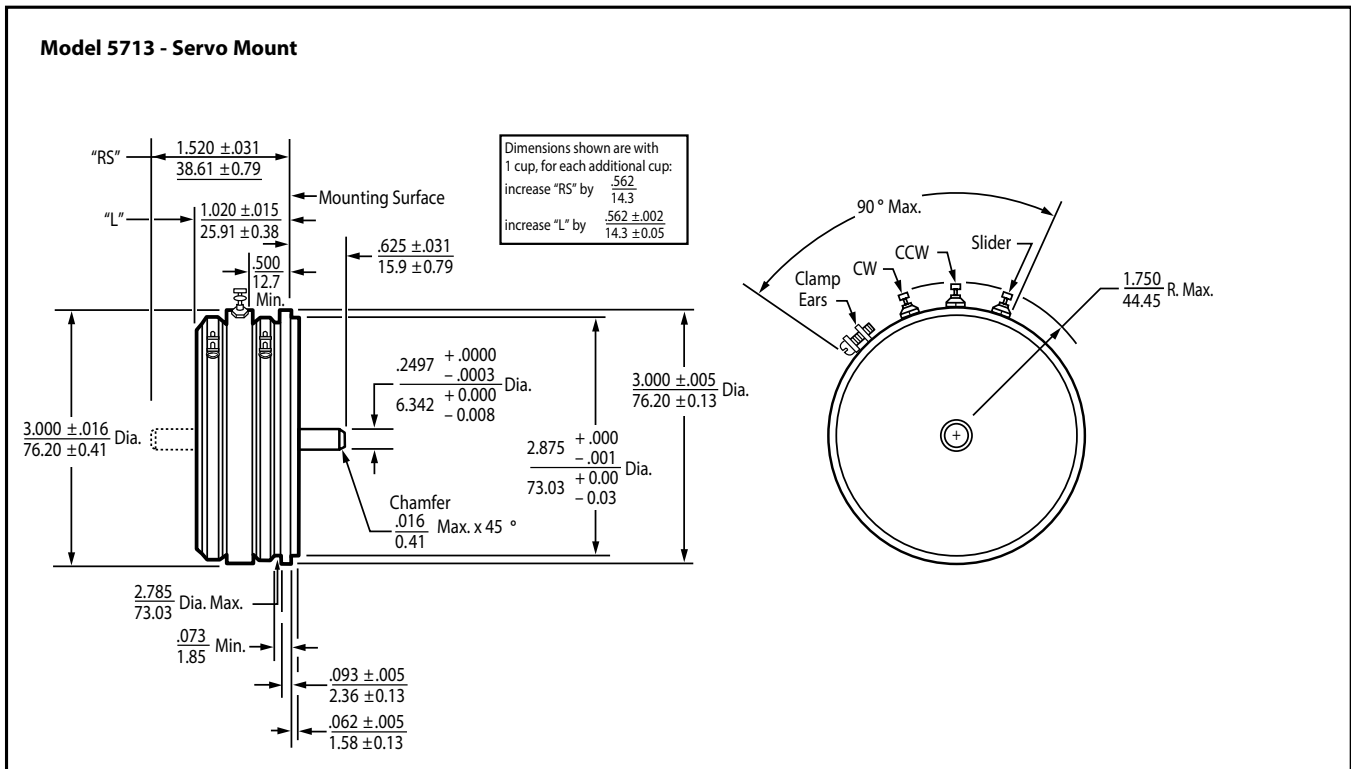 Model 5713 - Servo Mount
"RS"
1.520 ±.031
38.61 ±0.79
Mounting Surface
"L"
1.020 ±.015
25.91 ±0.38
.625 ±.031
15.9 ±0.79
.500
12.7
Min.
Dimensions shown are with
1 cup, for each additional cup:
increase "RS" by .562
14.3
increase "L" by .562 ±.002
14.3 ±0.05
90 ° Max.
Slider
CCW
CW
Clamp
Ears
1.750
44.45
R. Max.
.2497 + .0000
– .0003
6.342 + 0.000
– 0.008
Dia.
3.000 ±.005
76.20 ±0.13
Dia.
3.000 ±.016
76.20 ±0.41
Dia.
2.875 + .000
– .001
73.03 + 0.00
– 0.03
Dia.
Chamfer
.016
0.41
Max. x 45 °
2.785
73.03
Dia. Max.
.073
1.85
Min.
.093 ±.005
2.36 ±0.13
.062 ±.005
1.58 ±0.13